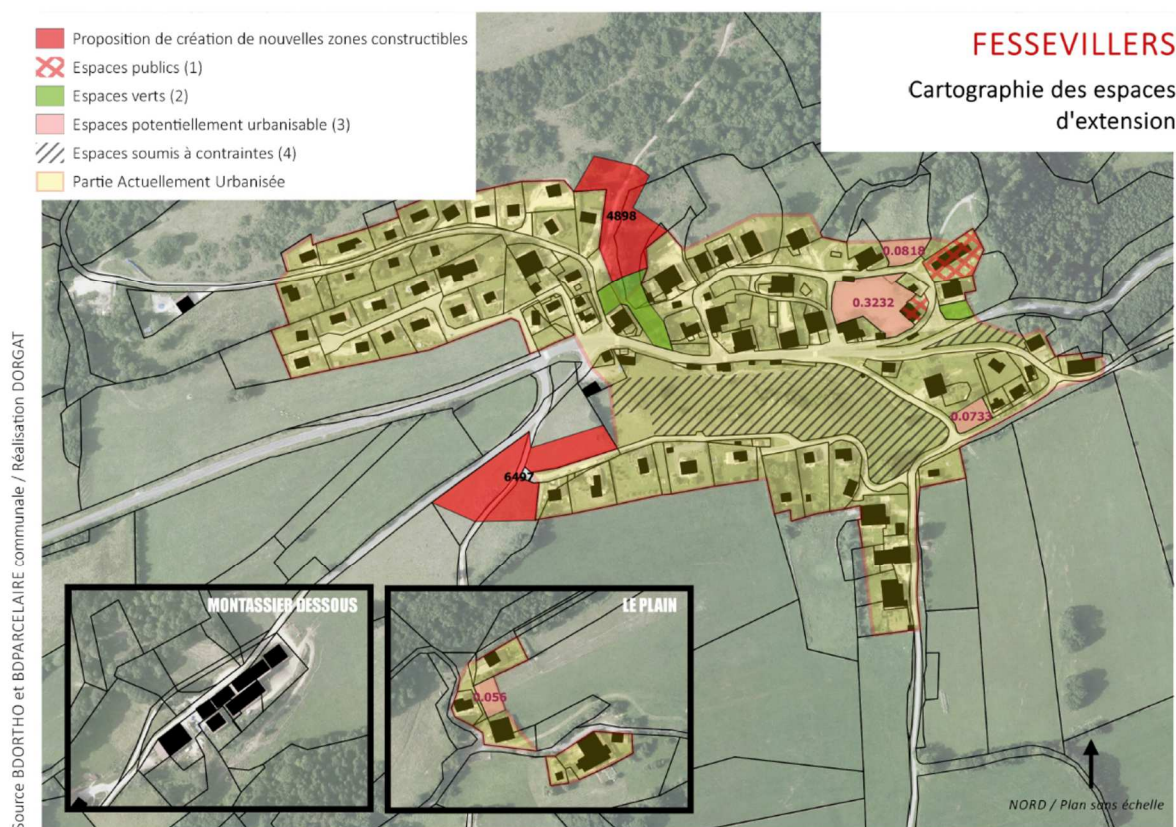 Proposition de création de nouvelles zones constructibles
Espaces publics (1)
Espaces verts (2)
Espaces potentiellement urbanisable (3)
Espaces soumis à contraintes (4)
Partie Actuellement Urbanisée
FESSEVILLERS
Cartographie des espaces
d'extension
4898
0.0818
0.3232
0.0733
6497
MONTASSIER DESSOUS
LE PLAIN
0.056
NORD / Plan sans échelle
Source BDORTHO et BDPARCELAIRE communale / Réalisation DORGAT